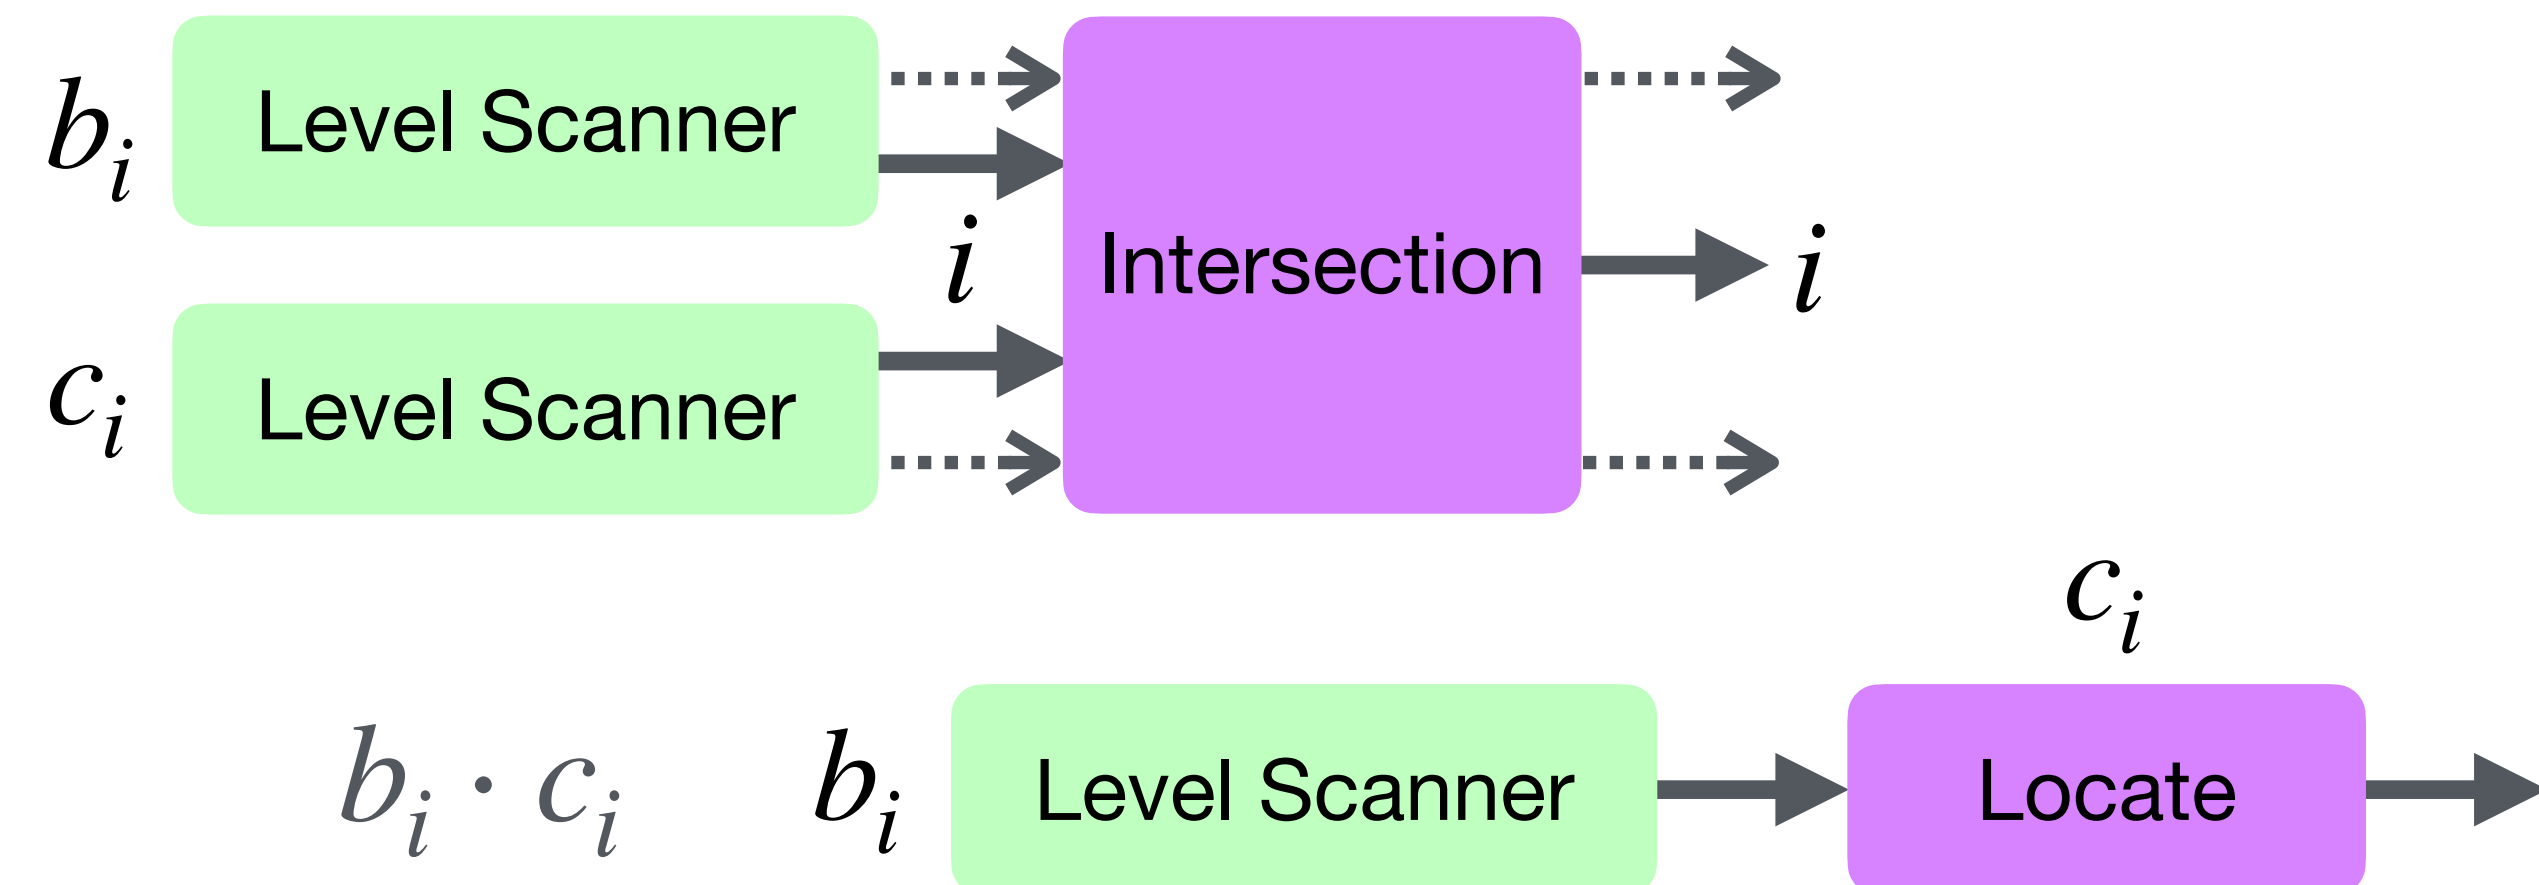 b_i Level Scanner
i
Intersection
i
c_i Level Scanner
c_i
b_i · c_i
b_i Level Scanner
Locate